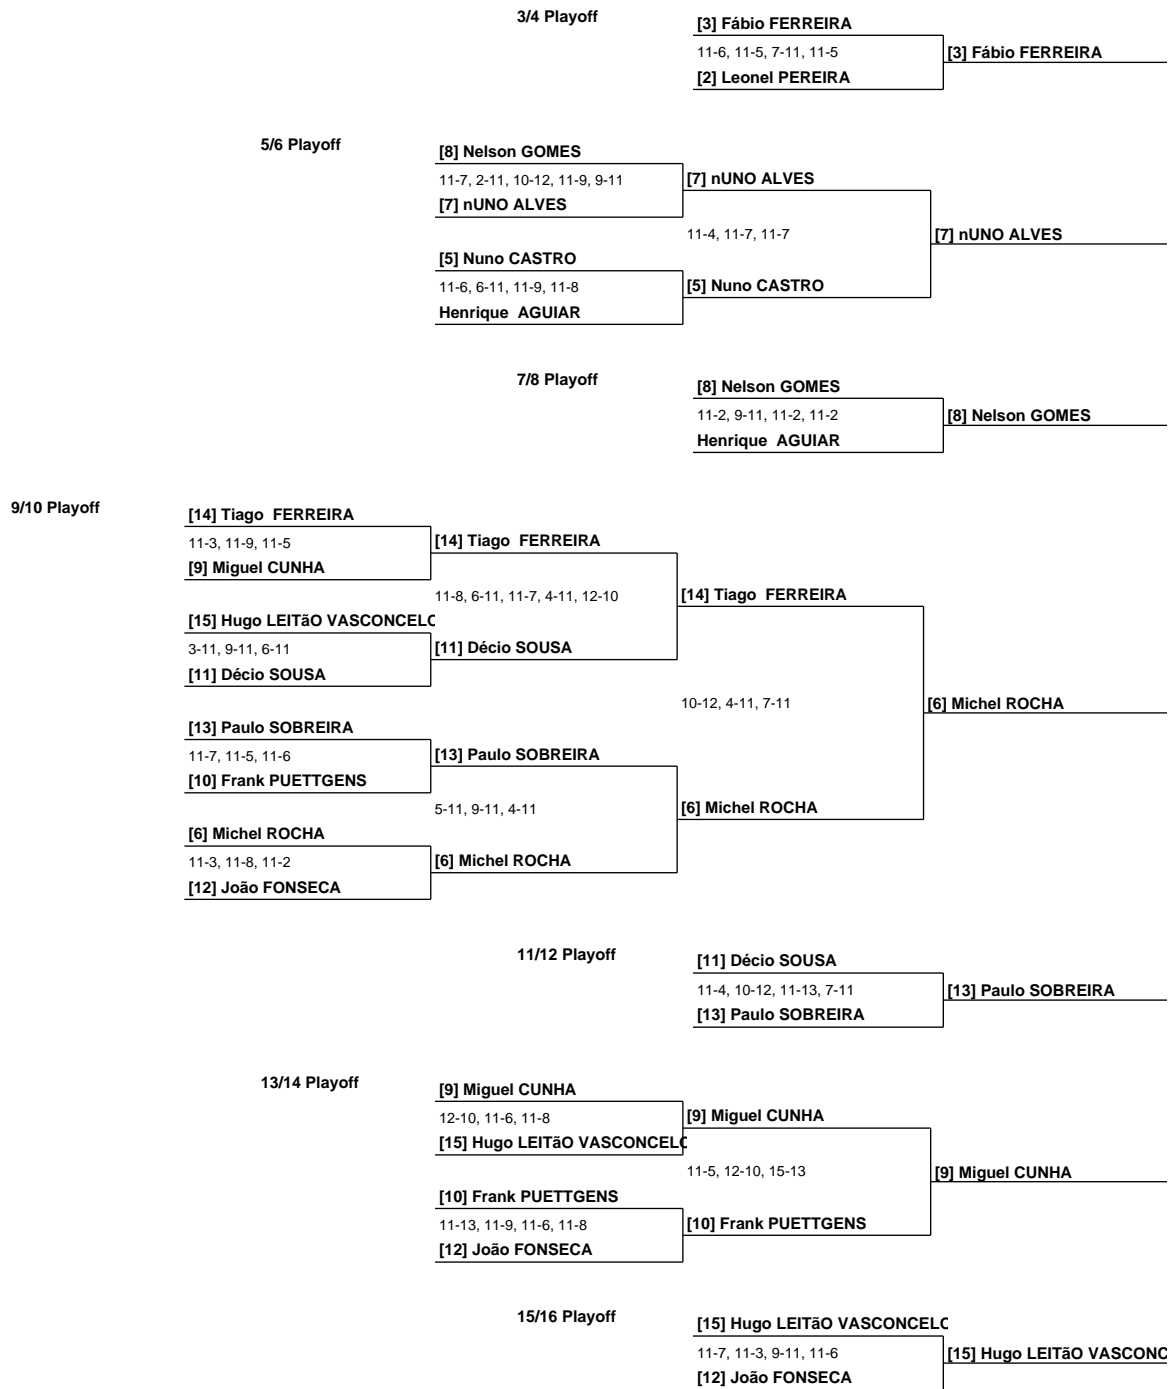 3/4 Playoff
[3] Fábio FERREIRA
11-6, 11-5, 7-11, 11-5
[3] Fábio FERREIRA
[2] Leonel PEREIRA
5/6 Playoff
[8] Nelson GOMES
11-7, 2-11, 10-12, 11-9, 9-11
[7] nUNO ALVES
[7] nUNO ALVES
11-4, 11-7, 11-7
[7] nUNO ALVES
[5] Nuno CASTRO
11-6, 6-11, 11-9, 11-8
[5] Nuno CASTRO
Henrique  AGUIAR
7/8 Playoff
[8] Nelson GOMES
11-2, 9-11, 11-2, 11-2
[8] Nelson GOMES
Henrique  AGUIAR
9/10 Playoff
[14] Tiago  FERREIRA
11-3, 11-9, 11-5
[14] Tiago  FERREIRA
[9] Miguel CUNHA
11-8, 6-11, 11-7, 4-11, 12-10
[14] Tiago  FERREIRA
[15] Hugo LEITãO VASCONCELO
3-11, 9-11, 6-11
[11] Décio SOUSA
[11] Décio SOUSA
10-12, 4-11, 7-11
[6] Michel ROCHA
[13] Paulo SOBREIRA
11-7, 11-5, 11-6
[13] Paulo SOBREIRA
[10] Frank PUETTGENS
5-11, 9-11, 4-11
[6] Michel ROCHA
[6] Michel ROCHA
11-3, 11-8, 11-2
[6] Michel ROCHA
[12] João FONSECA
11/12 Playoff
[11] Décio SOUSA
11-4, 10-12, 11-13, 7-11
[13] Paulo SOBREIRA
[13] Paulo SOBREIRA
13/14 Playoff
[9] Miguel CUNHA
12-10, 11-6, 11-8
[9] Miguel CUNHA
[15] Hugo LEITãO VASCONCELO
11-5, 12-10, 15-13
[9] Miguel CUNHA
[10] Frank PUETTGENS
11-13, 11-9, 11-6, 11-8
[10] Frank PUETTGENS
[12] João FONSECA
15/16 Playoff
[15] Hugo LEITãO VASCONCELO
11-7, 11-3, 9-11, 11-6
[15] Hugo LEITãO VASCONC
[12] João FONSECA